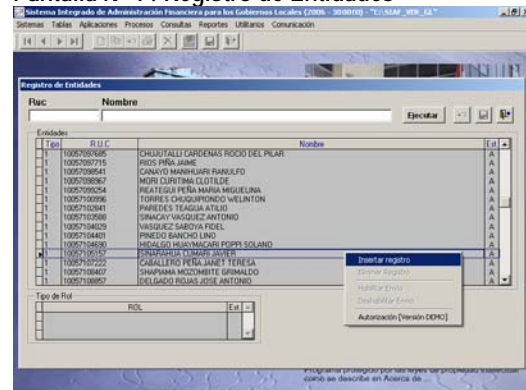 Pantalla Nº 4 : Registro de Entidades
Sistema Integrado de Administración Financiera para los Gobiernos Locales (2006 - 300000) - "C:\SIAF_VER_GL"
Sistemas Tablas Aplicaciones Procesos Consultas Reportes Utilitarios Comunicación
Registro de Entidades
Ruc: Nombre
Ejecutar
Entidades
Tipo R.U.C Nombre Est
1 10057097685 CHUJUTALLI CARDENAS ROCIO DEL PILAR A
1 10057097715 RIOS PIÑA JAIME A
1 10057098541 CANAYO MANIHUARI RANULFO A
1 10057098967 MORI CURITIMA CLOTILDE A
1 10057099254 REATEGUI PEÑA MARIA MIGUELINA A
1 10057100996 TORRES CHUQUIPIONDO WELINTON A
1 10057102841 PAREDES TEAGUA ATILIO A
1 10057103588 SINACAY VASQUEZ ANTONIO A
1 10057104029 VASQUEZ SABOYA FIDEL A
1 10057104401 PINEDO BANCHO LINO A
1 10057104690 HIDALGO HUAYMACARI POPPI SOLANO A
1 10057105157 SINARAHUA CUMARI JAVIER A
1 10057107222 CABALLERO PEÑA JANET TERESA A
1 10057108407 SHAPIAMA MOZOMBITE GRIMALDO A
1 10057108857 DELGADO ROJAS JOSE ANTONIO A
Insertar registro
Eliminar Registro
Habilitar Envio
Deshabilitar Envio
Autorización [Versión DEMO]
Tipo de Rol
ROL Est
Programa protegido por las leyes de propiedad intelectual
como se describe en Acerca de...